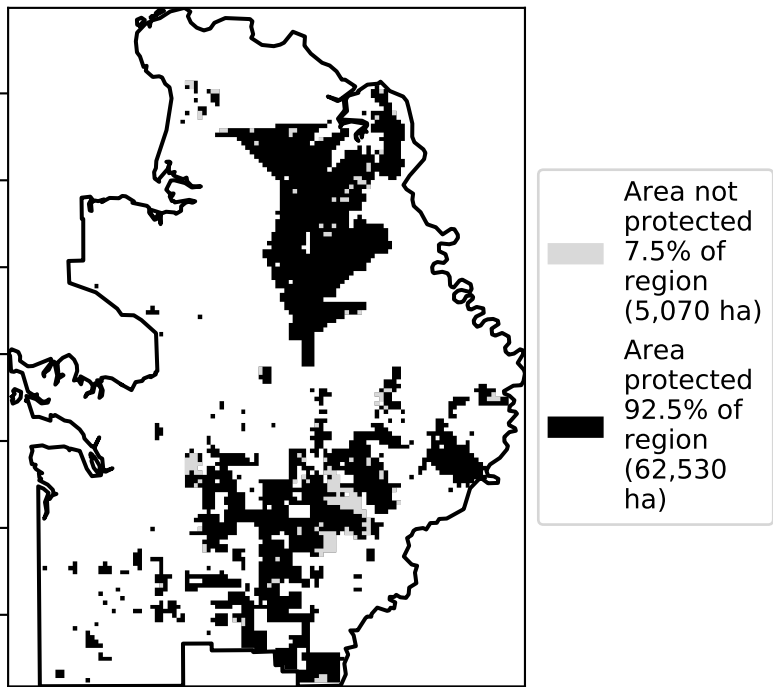 Area not
protected
7.5% of
region
(5,070 ha)
Area
protected
92.5% of
region
(62,530
ha)